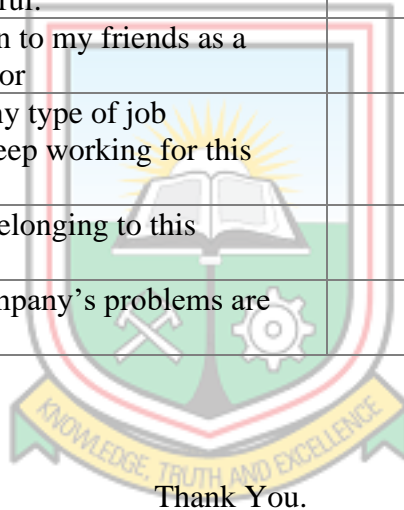 n to my friends as a
or
ny type of job
eep working for this
elonging to this
mpany's problems are
KNOWLEDGE, TRUTH AND EXCELLENCE
Thank You.